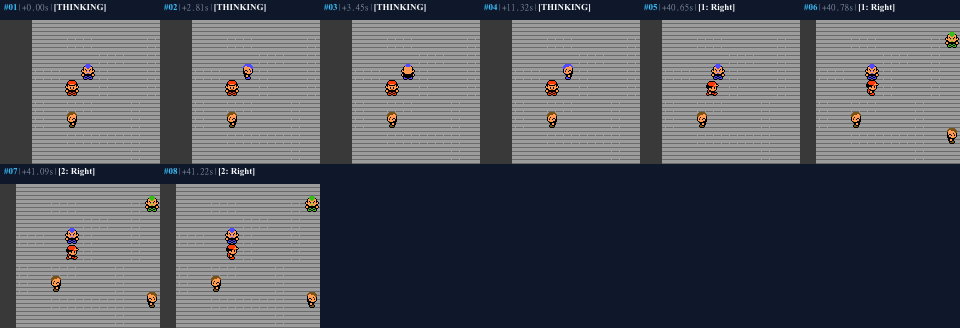 #01|+0.00s|[THINKING]
#02|+2.81s|[THINKING]
#03|+3.45s|[THINKING]
#04|+11.32s|[THINKING]
#05|+40.65s|[1: Right]
#06|+40.78s|[1: Right]
#07|+41.09s|[2: Right]
#08|+41.22s|[2: Right]